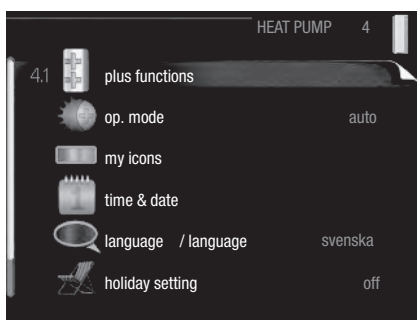 HEAT PUMP 4
4.1 plus functions
op. mode auto
my icons
time & date
language / language svenska
holiday setting off